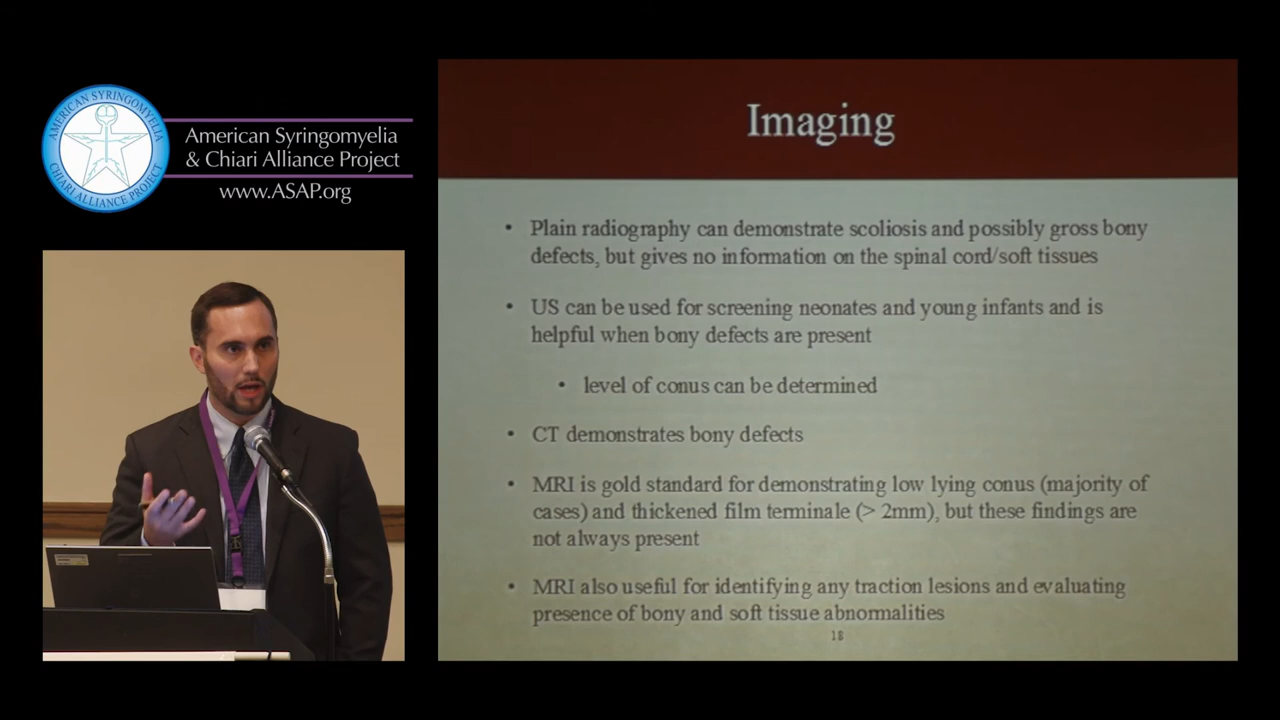 AMERICAN SYRINGOMYELIA
CHIARI ALLIANCE PROJECT
American Syringomyelia
& Chiari Alliance Project
www.ASAP.org
Imaging
• Plain radiography can demonstrate scoliosis and possibly gross bony
defects, but gives no information on the spinal cord/soft tissues
• US can be used for screening neonates and young infants and is
helpful when bony defects are present
• level of conus can be determined
• CT demonstrates bony defects
• MRI is gold standard for demonstrating low lying conus (majority of
cases) and thickened film terminale (> 2mm), but these findings are
not always present
• MRI also useful for identifying any traction lesions and evaluating
presence of bony and soft tissue abnormalities
18